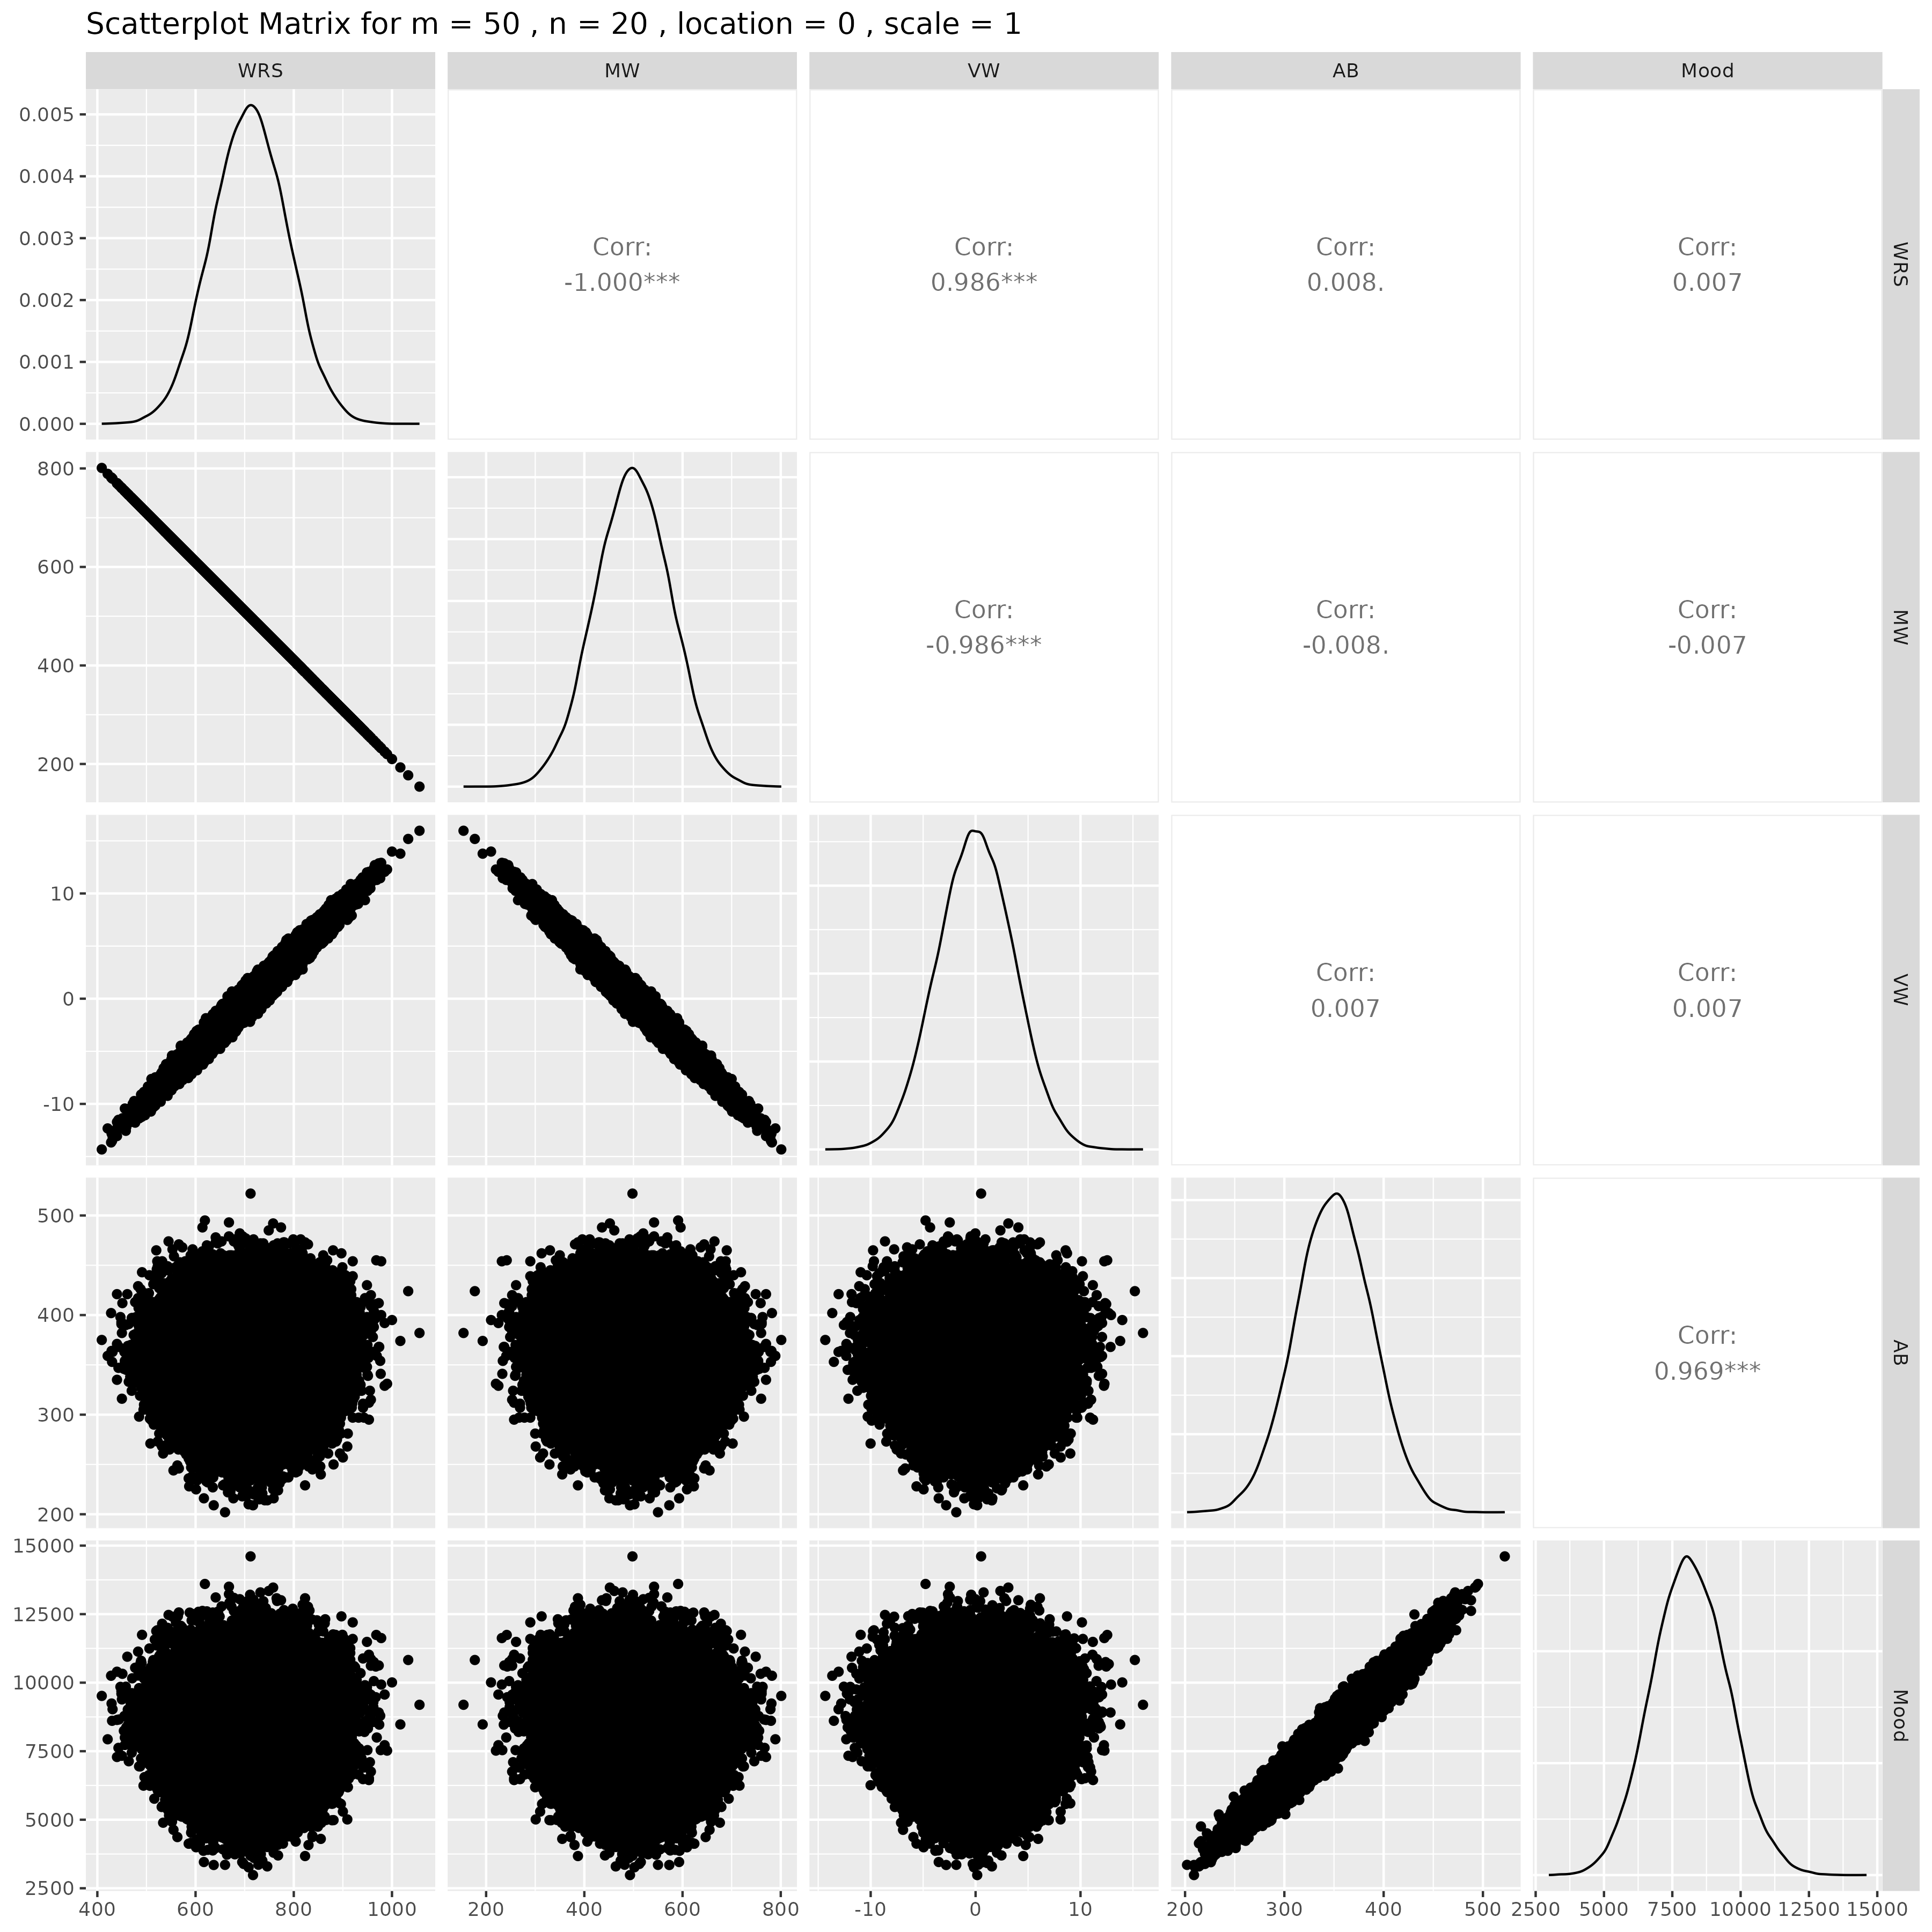 Scatterplot Matrix for m = 50 , n = 20 , location = 0 , scale = 1
WRS MW VW AB Mood
0.005
0.004
0.003
0.002
0.001
0.000
Corr:
-1.000***
Corr:
0.986***
Corr:
0.008.
Corr:
0.007
WRS
800
600
400
200
Corr:
-0.986***
Corr:
-0.008.
Corr:
-0.007
MW
10
0
-10
Corr:
0.007
Corr:
0.007
VW
500
400
300
200
Corr:
0.969***
AB
15000
12500
10000
7500
5000
2500
Mood
400 600 800 1000 200 400 600 800 -10 0 10 200 300 400 500 2500 5000 7500 10000 12500 15000